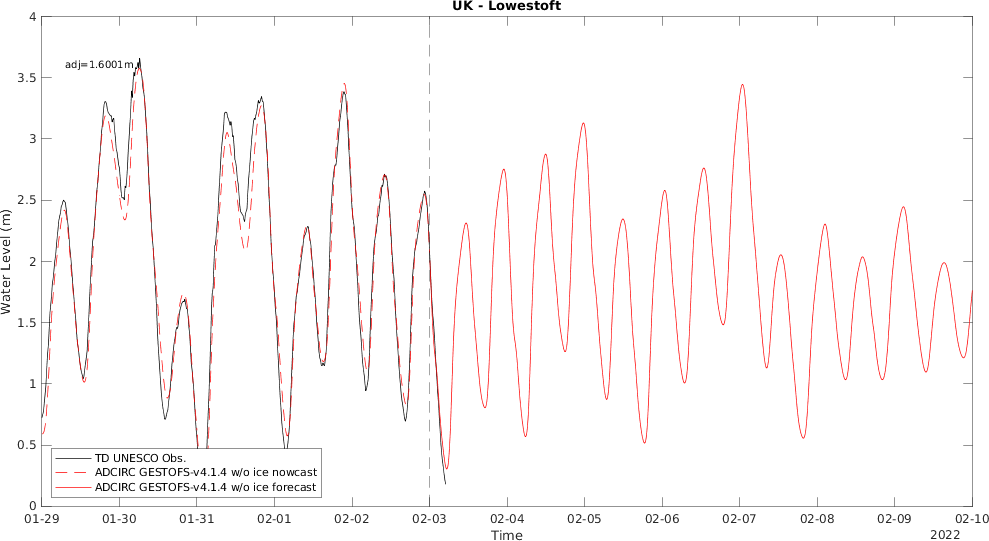 UK - Lowestoft
adj=1.6001m
4
3.5
3
2.5
2
1.5
1
0.5
0
Water Level (m)
TD UNESCO Obs.
ADCIRC GESTOFS-v4.1.4 w/o ice nowcast
ADCIRC GESTOFS-v4.1.4 w/o ice forecast
01-29 01-30 01-31 02-01 02-02 02-03 02-04 02-05 02-06 02-07 02-08 02-09 02-10
Time
2022